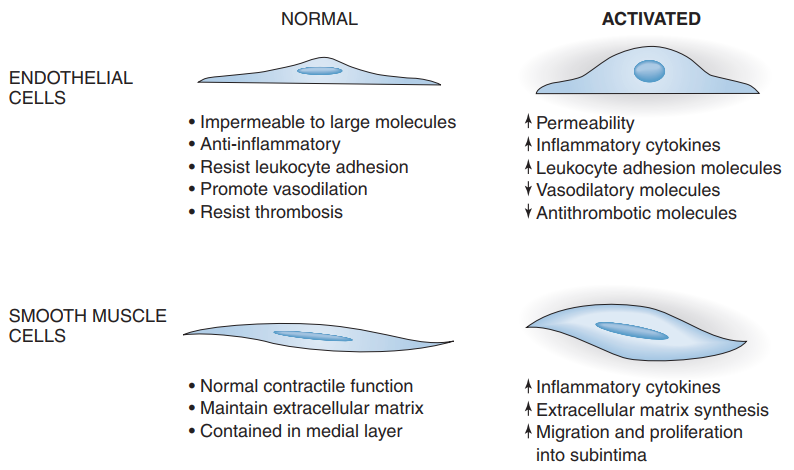 NORMAL
ACTIVATED
ENDOTHELIAL
CELLS
• Impermeable to large molecules
• Anti-inflammatory
• Resist leukocyte adhesion
• Promote vasodilation
• Resist thrombosis
↑ Permeability
↑ Inflammatory cytokines
↑ Leukocyte adhesion molecules
↓ Vasodilatory molecules
↓ Antithrombotic molecules
SMOOTH MUSCLE
CELLS
• Normal contractile function
• Maintain extracellular matrix
• Contained in medial layer
↑ Inflammatory cytokines
↑ Extracellular matrix synthesis
↑ Migration and proliferation
into subintima